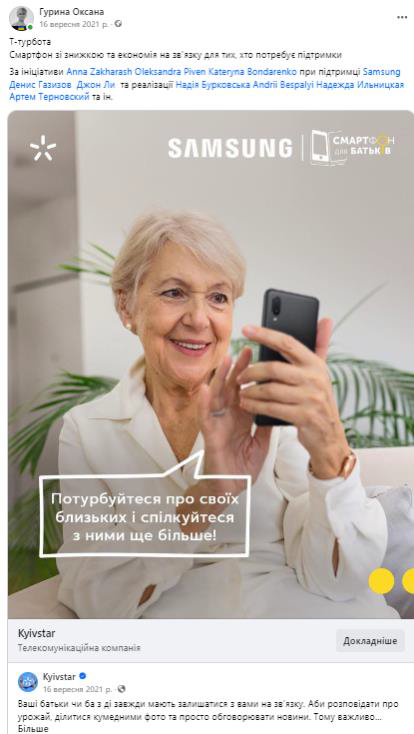 Гурина Оксана
16 вересня 2021 р. ·
Т-турбота
Смартфон зі знижкою та економія на зв'язку для тих, хто потребує підтримки
За ініціативи Anna Zakharash Oleksandra Piven Kateryna Bondarenko при підтримці Samsung
Денис Газизов Джон Ли та реалізації Надія Бурковська Andrii Bespalyi Надежда Ильницкая
Артем Терновский та ін.
SAMSUNG
СМАРТФОН
для БАТЬКІВ
Потурбуйтеся про своїх
близьких і спілкуйтеся
з ними ще більше!
Kyivstar
Телекомунікаційна компанія
Докладніше
Kyivstar
16 вересня 2021 р. ·
Ваші батьки чи ба з ді завжди мають залишатися з вами на зв'язку. Аби розповідати про
урожай, ділитися кумедними фото та просто обговорювати новини. Тому важливо...
Більше